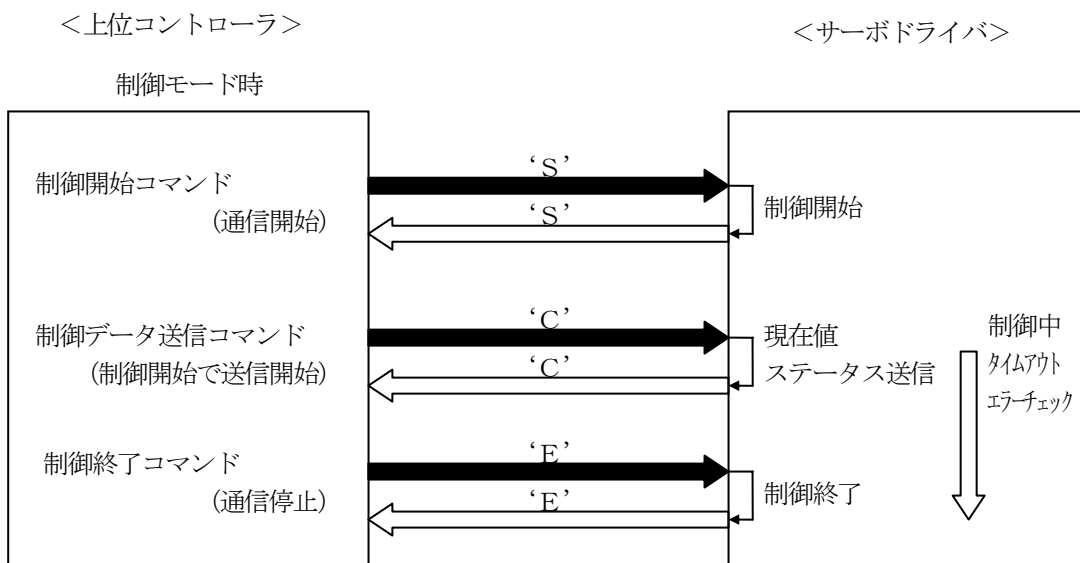 ＜上位コントローラ＞
＜サーボドライバ＞
制御モード時
制御開始コマンド
(通信開始)
‘Ｓ’
‘Ｓ’
制御開始
制御データ送信コマンド
(制御開始で送信開始)
‘Ｃ’
‘Ｃ’
現在値
ステータス送信
制御中
タイムアウト
エラーチェック
制御終了コマンド
(通信停止)
‘Ｅ’
‘Ｅ’
制御終了